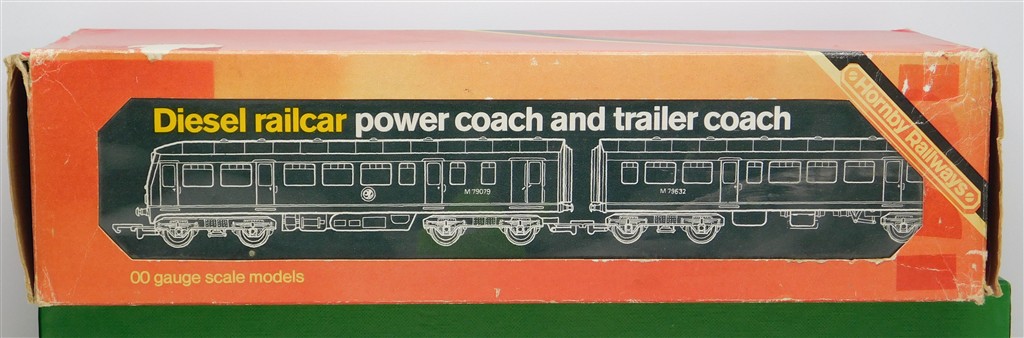 Diesel railcar power coach and trailer coach
Hornby Railways
M 79079
M 79632
00 gauge scale models